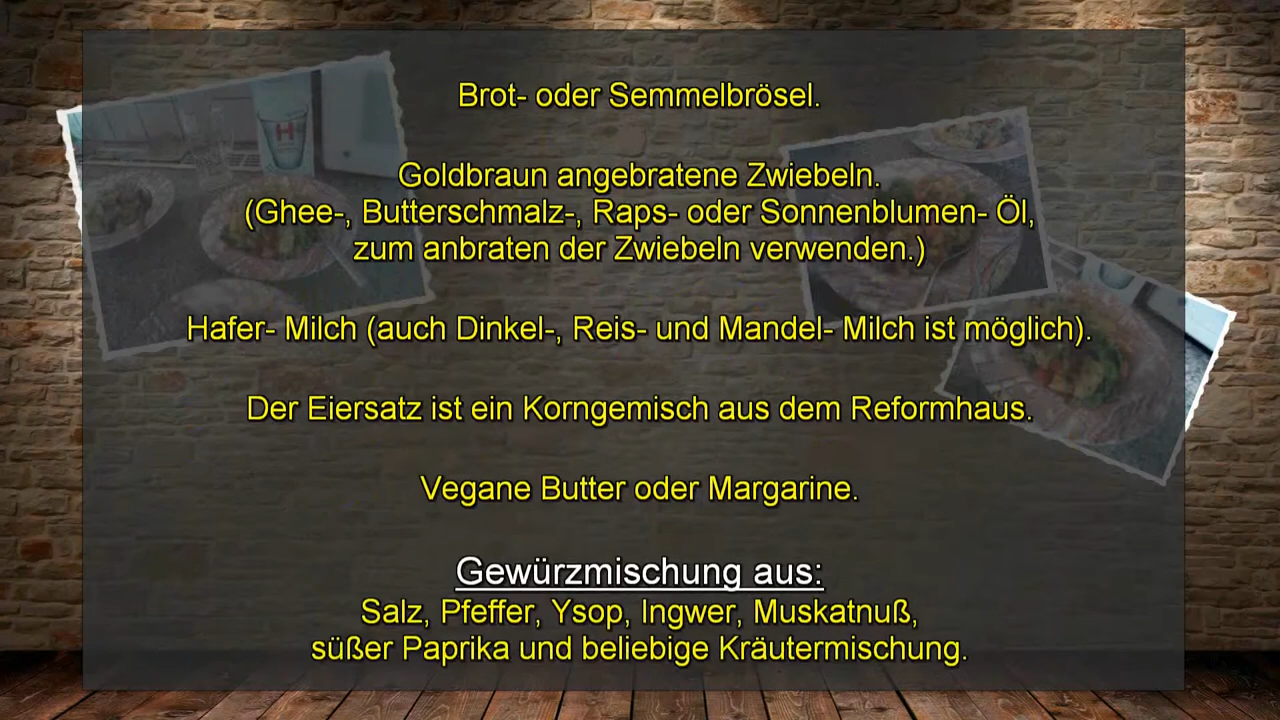 Brot- oder Semmelbrösel.
Goldbraun angebratene Zwiebeln.
(Ghee-, Butterschmalz-, Raps- oder Sonnenblumen- Öl,
zum anbraten der Zwiebeln verwenden.)
Hafer- Milch (auch Dinkel-, Reis- und Mandel- Milch ist möglich).
Der Eiersatz ist ein Korngemisch aus dem Reformhaus.
Vegane Butter oder Margarine.
Gewürzmischung aus:
Salz, Pfeffer, Ysop, Ingwer, Muskatnuß,
süßer Paprika und beliebige Kräutermischung.